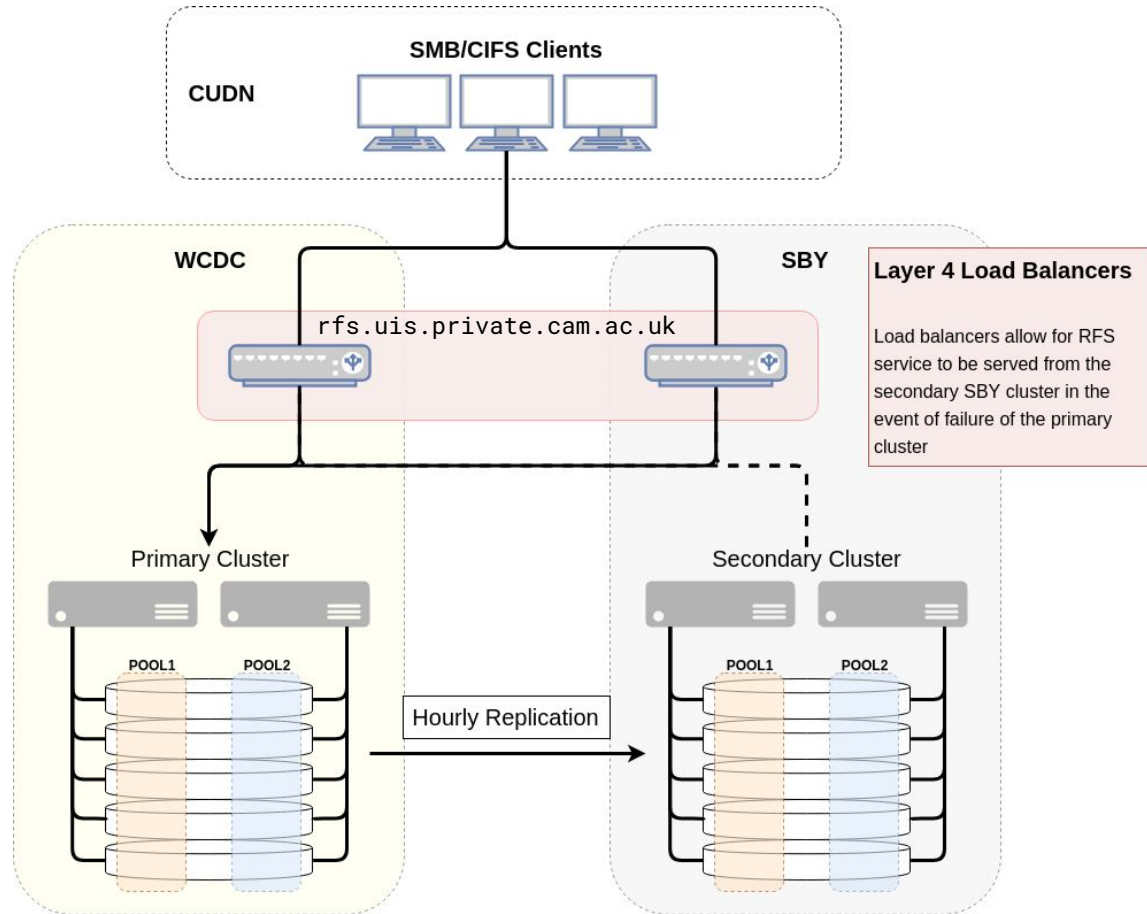 SMB/CIFS Clients
CUDN
WCDC
SBY
Layer 4 Load Balancers
Load balancers allow for RFS
service to be served from the
secondary SBY cluster in the
event of failure of the primary
cluster
rfs.uis.private.cam.ac.uk
Primary Cluster
Secondary Cluster
POOL1
POOL2
POOL1
POOL2
Hourly Replication